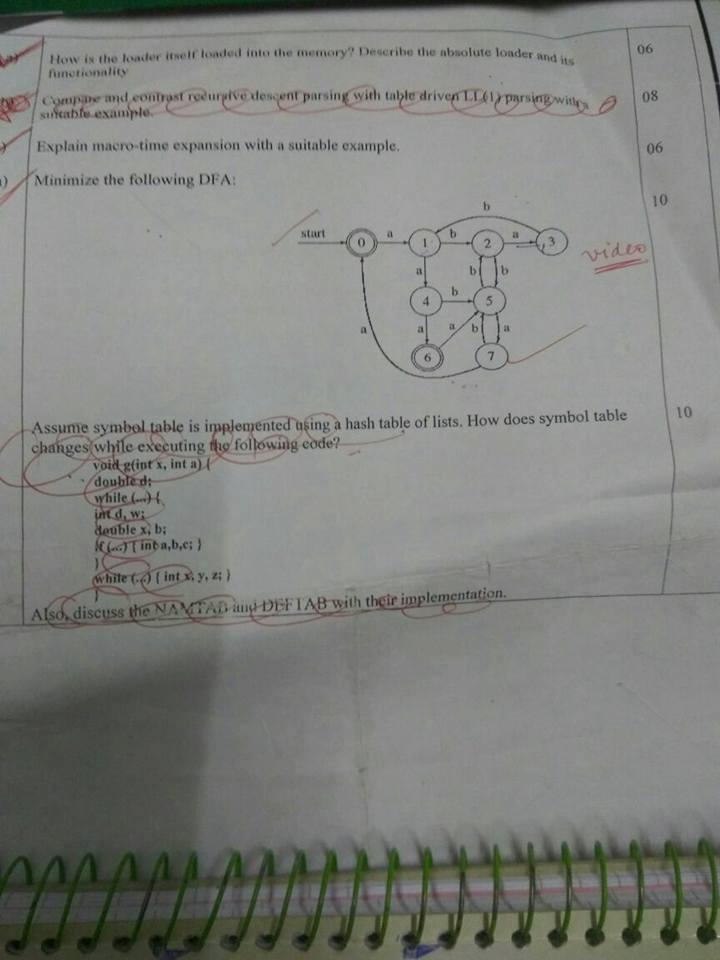 How is the loader itself loaded into the memory? Describe the absolute loader and its
functionality
06
Compare and contrast recursive descent parsing with table driven LL(1) parsing with a
suitable example.
08
Explain macro-time expansion with a suitable example.
06
Minimize the following DFA:
10
b
start 0 a 1 b 2 a 3
video
a b b
4 b 5
a a a b a
6 7
Assume symbol table is implemented using a hash table of lists. How does symbol table
changes while executing the following code?
10
void g(int x, int a) {
double d;
while (...) {
int d, w;
double x, b;
if (...) { int a,b,c; }
}
while (...) { int x, y, z; }
}
Also, discuss the NAMTAB and DEFTAB with their implementation.